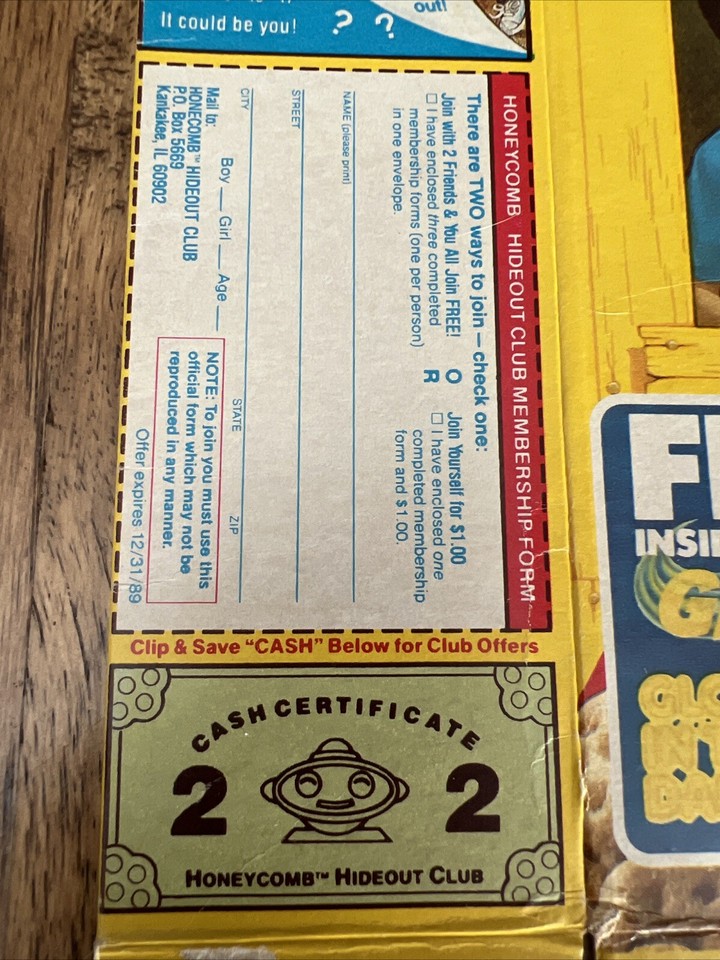 out!
It could be you! ? ?
HONEYCOMB HIDEOUT CLUB MEMBERSHIP FORM
There are TWO ways to join — check one:
Join with 2 Friends & You All Join FREE!
☐ I have enclosed three completed
membership forms (one per person)
in one envelope.
OR
Join Yourself for $1.00
☐ I have enclosed one
completed membership
form and $1.00.
NAME (please print)
STREET
CITY STATE ZIP
Boy __ Girl __ Age __
Mail to:
HONEYCOMB™ HIDEOUT CLUB
P.O. Box 5669
Kankakee, IL 60902
NOTE: To join you must use this
official form which may not be
reproduced in any manner.
Offer expires 12/31/89
Clip & Save "CASH" Below for Club Offers
CASH CERTIFICATE
2 2
HONEYCOMB™ HIDEOUT CLUB